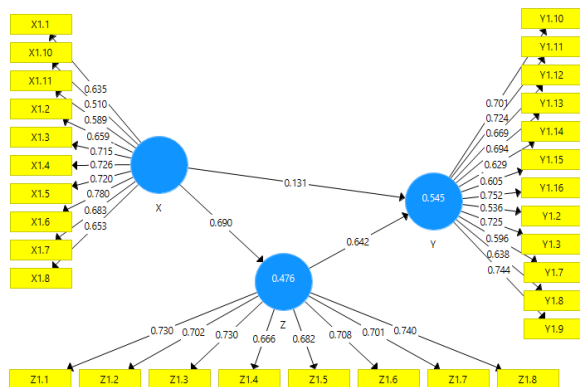 X1.1
X1.10
X1.11
X1.2
X1.3
X1.4
X1.5
X1.6
X1.7
X1.8
0.635
0.510
0.589
0.659
0.715
0.726
0.720
0.780
0.683
0.653
X
0.131
0.690
0.642
0.545
Y
0.476
Z
0.701
0.724
0.669
0.694
0.629
0.605
0.752
0.536
0.725
0.596
0.638
0.744
Y1.10
Y1.11
Y1.12
Y1.13
Y1.14
Y1.15
Y1.16
Y1.2
Y1.3
Y1.7
Y1.8
Y1.9
0.730
0.702
0.730
0.666
0.682
0.708
0.701
0.740
Z1.1
Z1.2
Z1.3
Z1.4
Z1.5
Z1.6
Z1.7
Z1.8